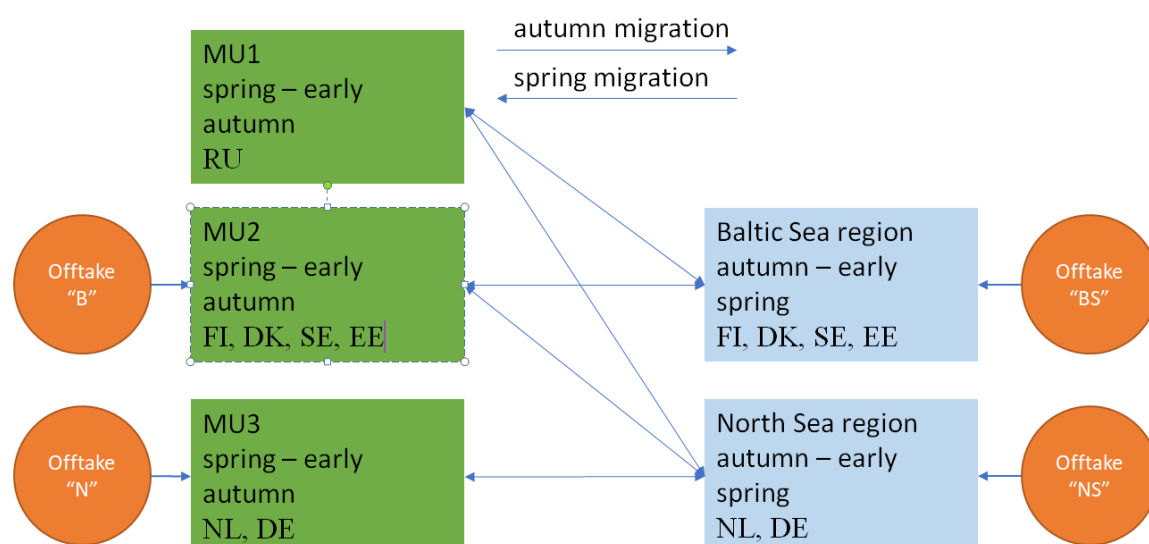 autumn migration
spring migration
MU1
spring – early
autumn
RU
MU2
spring – early
autumn
FI, DK, SE, EE
Offtake
“B”
Baltic Sea region
autumn – early
spring
FI, DK, SE, EE
Offtake
“BS”
MU3
spring – early
autumn
NL, DE
Offtake
“N”
North Sea region
autumn – early
spring
NL, DE
Offtake
“NS”